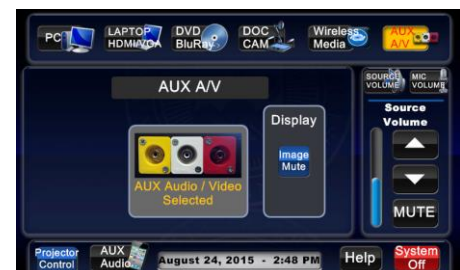 PC
LAPTOP
HDMI/VGA
DVD
BluRay
DOC
CAM
Wireless
Media
AUX
A/V
AUX A/V
AUX Audio / Video
Selected
Display
Image
Mute
SOURCE
VOLUME
MIC
VOLUME
Source
Volume
MUTE
Projector
Control
AUX
Audio
August 24, 2015 - 2:48 PM
Help
System
Off